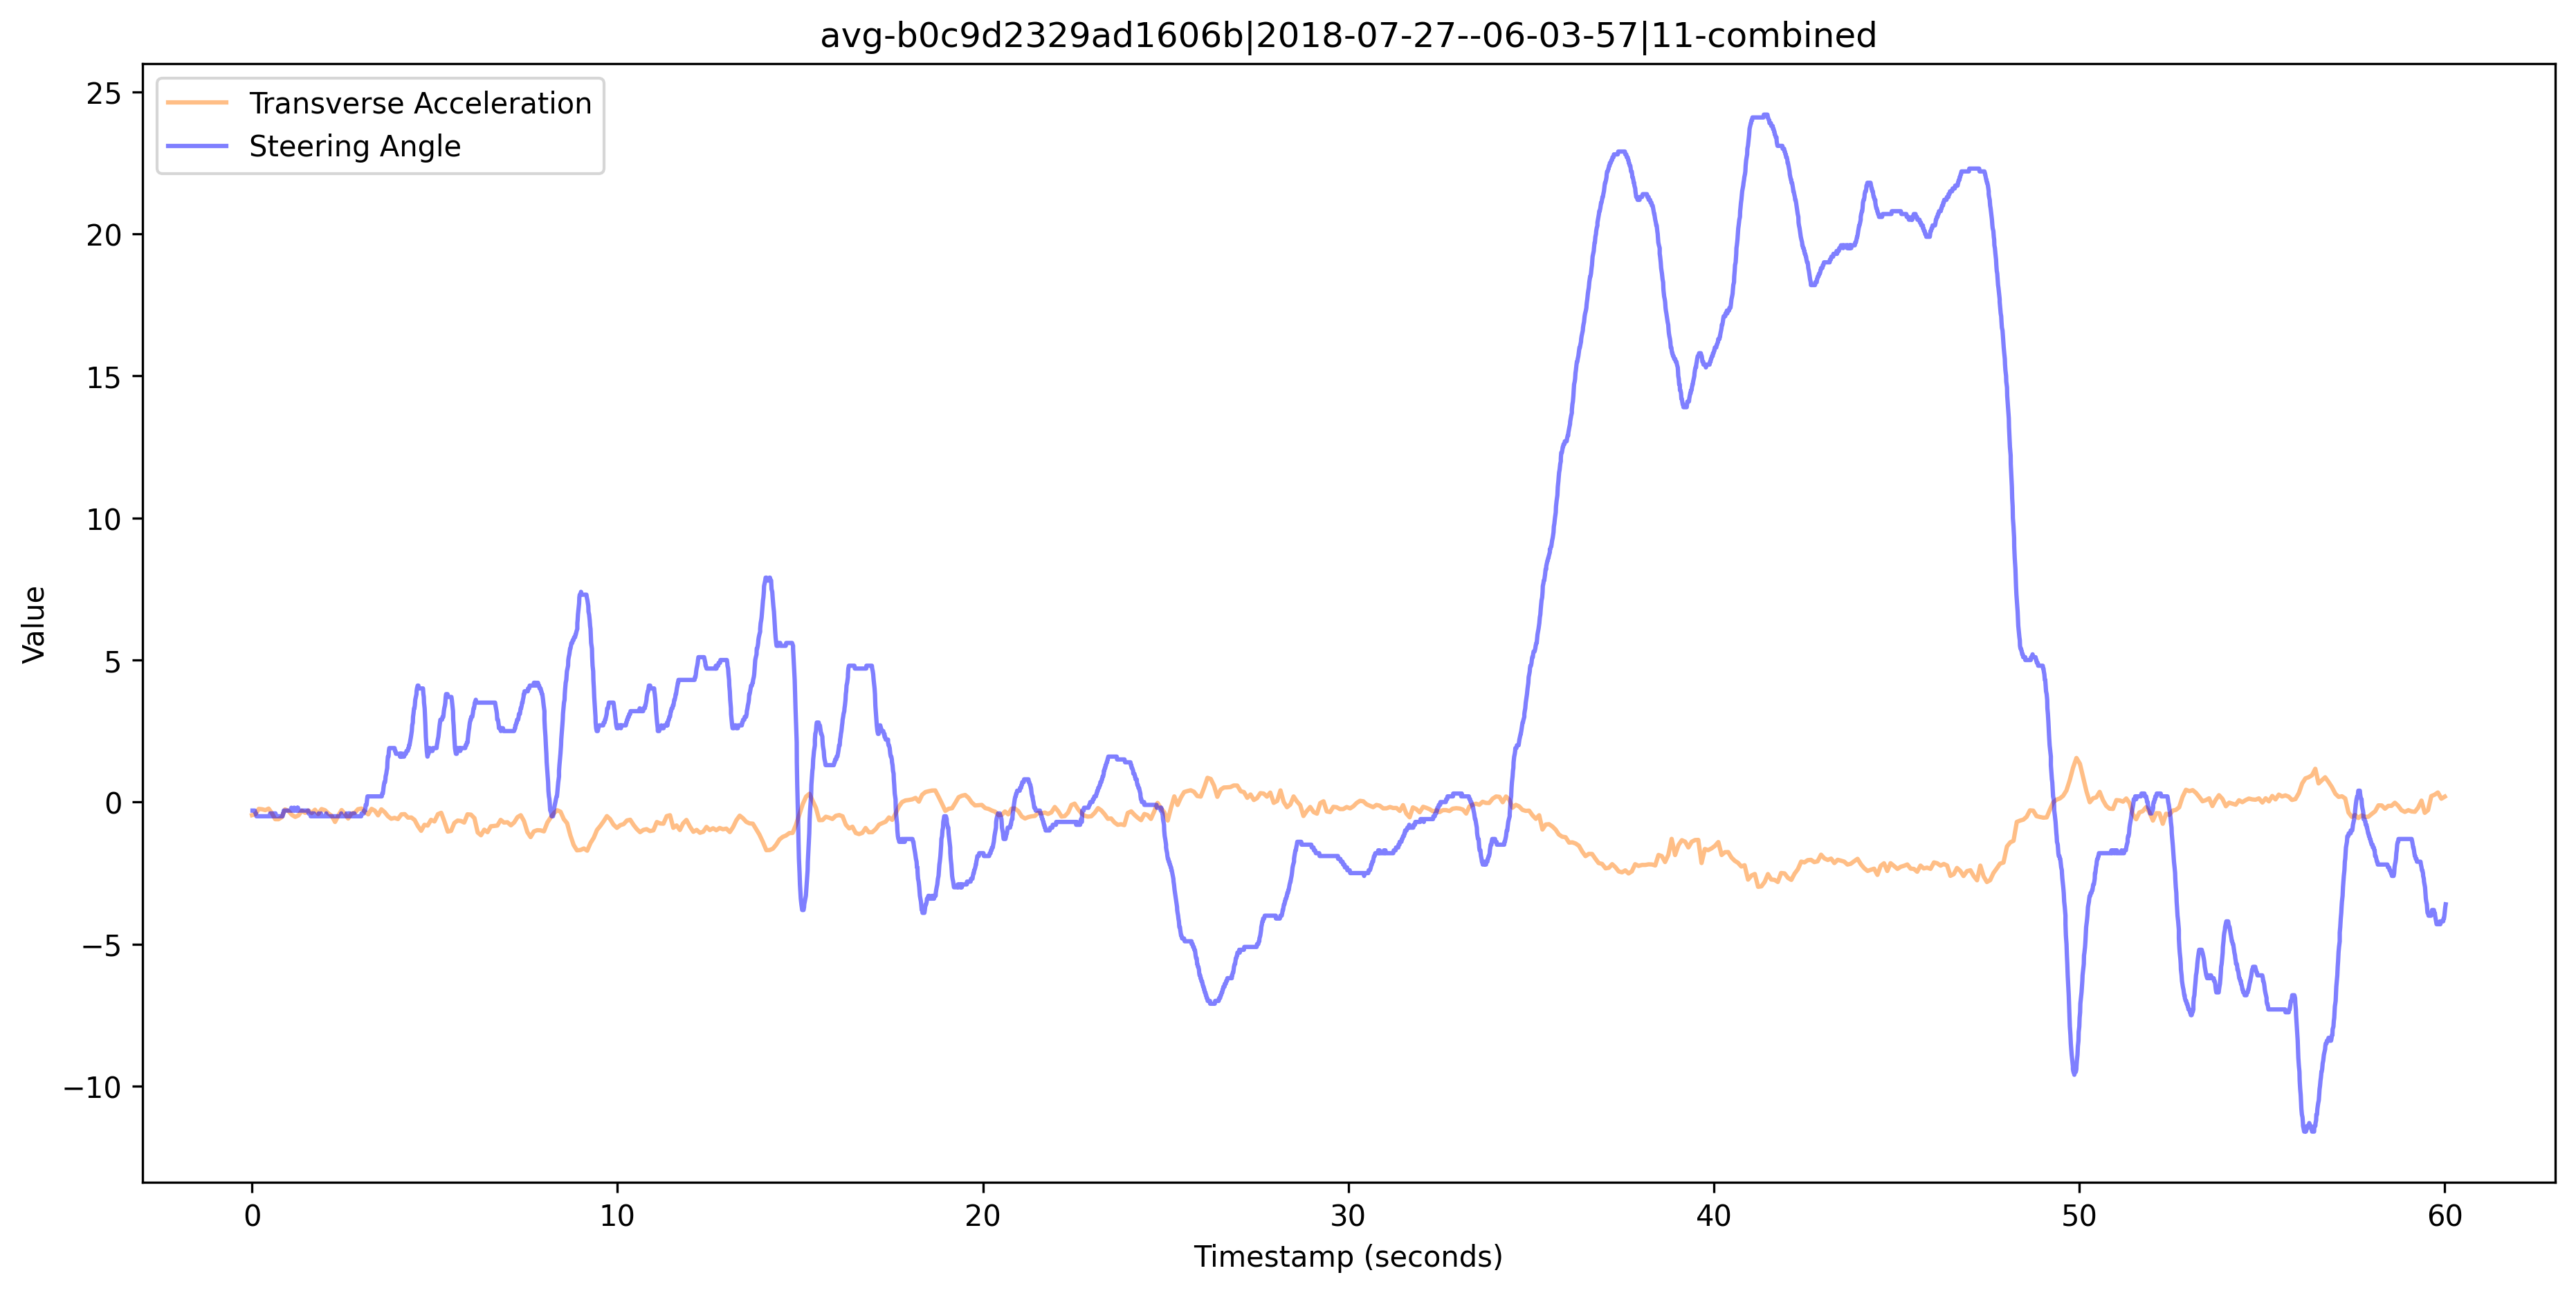 avg-b0c9d2329ad1606b|2018-07-27--06-03-57|11-combined
Transverse Acceleration
Steering Angle
25
20
15
10
5
0
−5
−10
Value
0 10 20 30 40 50 60
Timestamp (seconds)